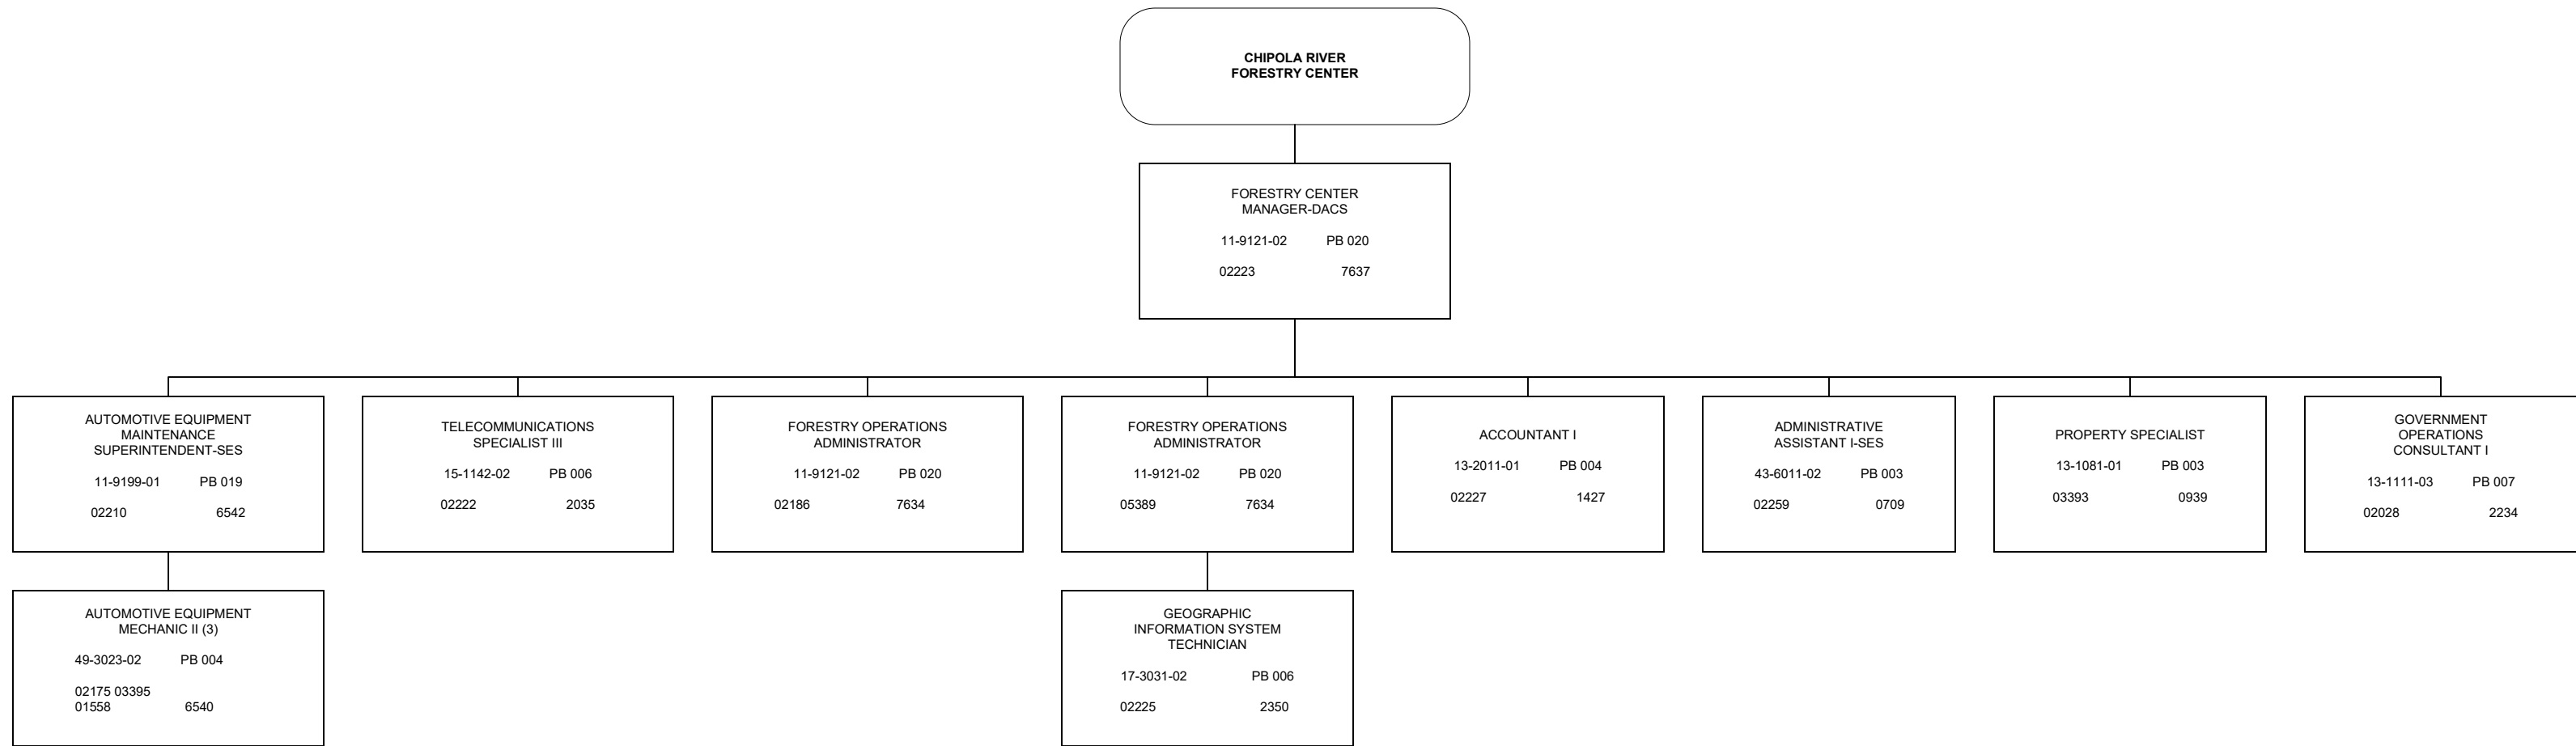 CHIPOLA RIVER
FORESTRY CENTER
FORESTRY CENTER
MANAGER-DACS
11-9121-02 PB 020
02223 7637
AUTOMOTIVE EQUIPMENT
MAINTENANCE
SUPERINTENDENT-SES
11-9199-01 PB 019
02210 6542
TELECOMMUNICATIONS
SPECIALIST III
15-1142-02 PB 006
02222 2035
FORESTRY OPERATIONS
ADMINISTRATOR
11-9121-02 PB 020
02186 7634
FORESTRY OPERATIONS
ADMINISTRATOR
11-9121-02 PB 020
05389 7634
ACCOUNTANT I
13-2011-01 PB 004
02227 1427
ADMINISTRATIVE
ASSISTANT I-SES
43-6011-02 PB 003
02259 0709
PROPERTY SPECIALIST
13-1081-01 PB 003
03393 0939
GOVERNMENT
OPERATIONS
CONSULTANT I
13-1111-03 PB 007
02028 2234
AUTOMOTIVE EQUIPMENT
MECHANIC II (3)
49-3023-02 PB 004
02175 03395
01558 6540
GEOGRAPHIC
INFORMATION SYSTEM
TECHNICIAN
17-3031-02 PB 006
02225 2350